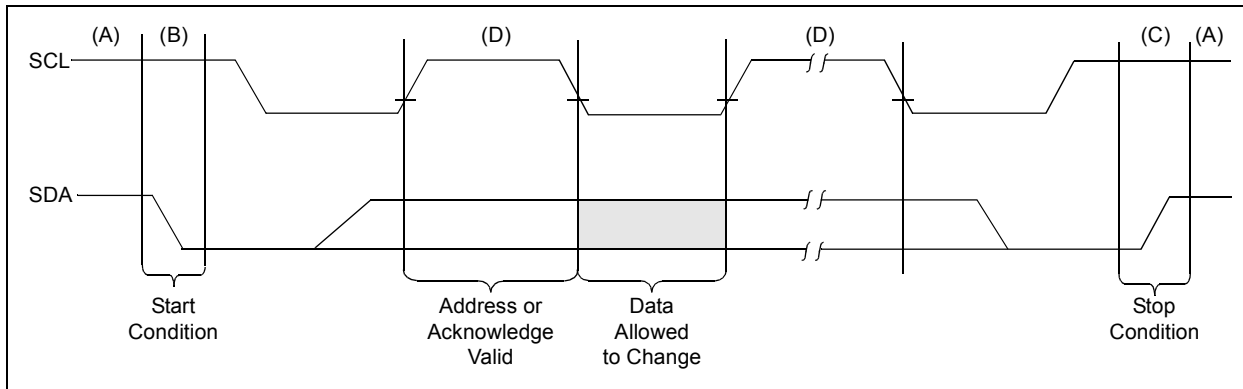 (A) (B) (D) (D) (C) (A)
SCL
SDA
Start
Condition
Address or
Acknowledge
Valid
Data
Allowed
to Change
Stop
Condition